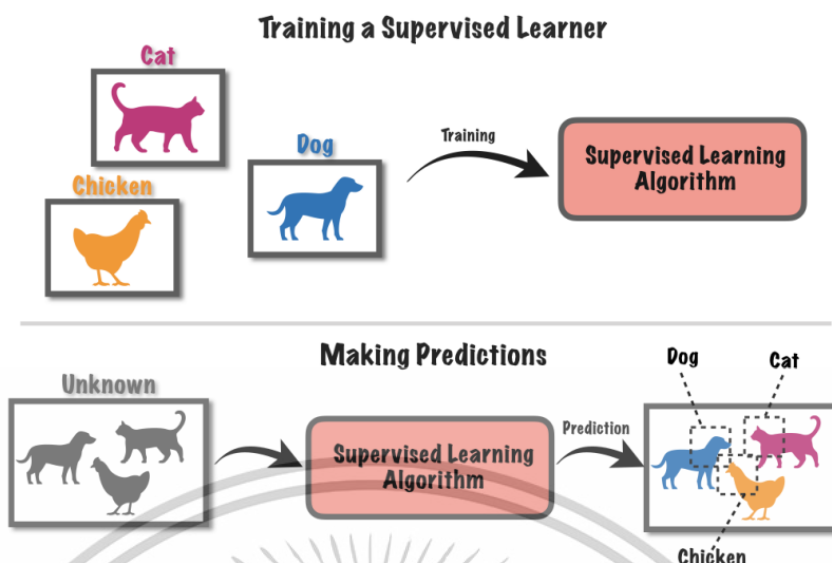 Training a Supervised Learner
Cat
Dog
Chicken
Training
Supervised Learning
Algorithm
Making Predictions
Unknown
Supervised Learning
Algorithm
Prediction
Dog
Cat
Chicken